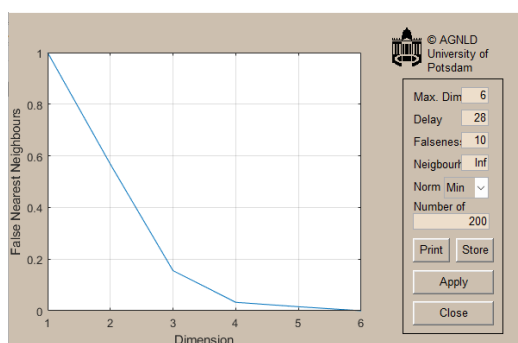 © AGNLD
University of
Potsdam
False Nearest Neighbours
1
0.8
0.6
0.4
0.2
0
1 2 3 4 5 6
Dimension
Max. Dim 6
Delay 28
Falsenes 10
Neigbourh Inf
Norm Min
Number of
200
Print Store
Apply
Close